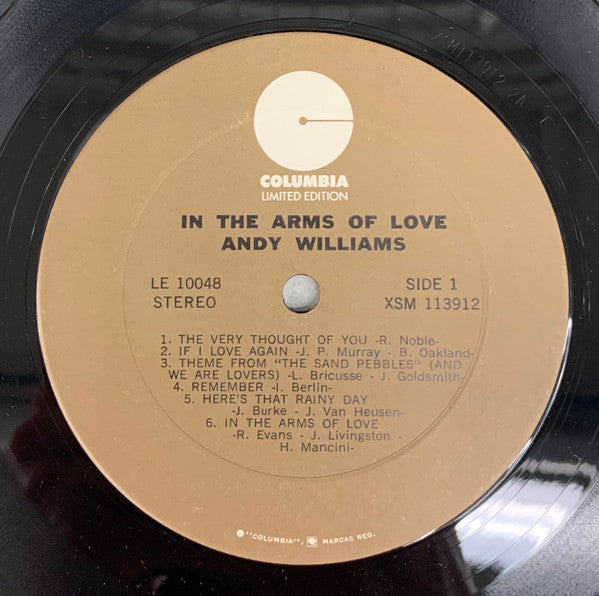 COLUMBIA
LIMITED EDITION
IN THE ARMS OF LOVE
ANDY WILLIAMS
LE 10048
STEREO
SIDE 1
XSM 113912
1. THE VERY THOUGHT OF YOU -R. Noble-
2. IF I LOVE AGAIN -J. P. Murray - B. Oakland-
3. THEME FROM "THE SAND PEBBLES" (AND
WE ARE LOVERS) -L. Bricusse - J. Goldsmith-
4. REMEMBER -I. Berlin-
5. HERE'S THAT RAINY DAY
-J. Burke - J. Van Heusen-
6. IN THE ARMS OF LOVE
-R. Evans - J. Livingston -
H. Mancini-
"COLUMBIA", MARCAS REG.